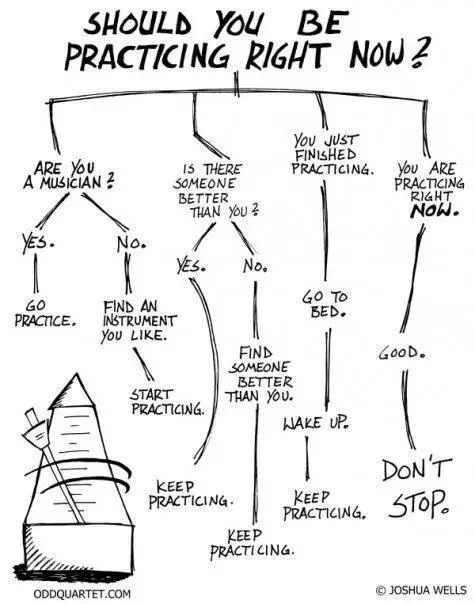 SHOULD YOU BE
PRACTICING RIGHT NOW?
ARE YOU
A MUSICIAN?
YES.
GO
PRACTICE.
NO.
FIND AN
INSTRUMENT
YOU LIKE.
START
PRACTICING.
IS THERE
SOMEONE
BETTER
THAN YOU?
YES.
KEEP
PRACTICING.
NO.
FIND
SOMEONE
BETTER
THAN YOU.
KEEP
PRACTICING.
YOU JUST
FINISHED
PRACTICING.
GO TO
BED.
WAKE UP.
KEEP
PRACTICING.
YOU ARE
PRACTICING
RIGHT
NOW.
GOOD.
DON'T
STOP.
ODDQUARTET.COM
© JOSHUA WELLS